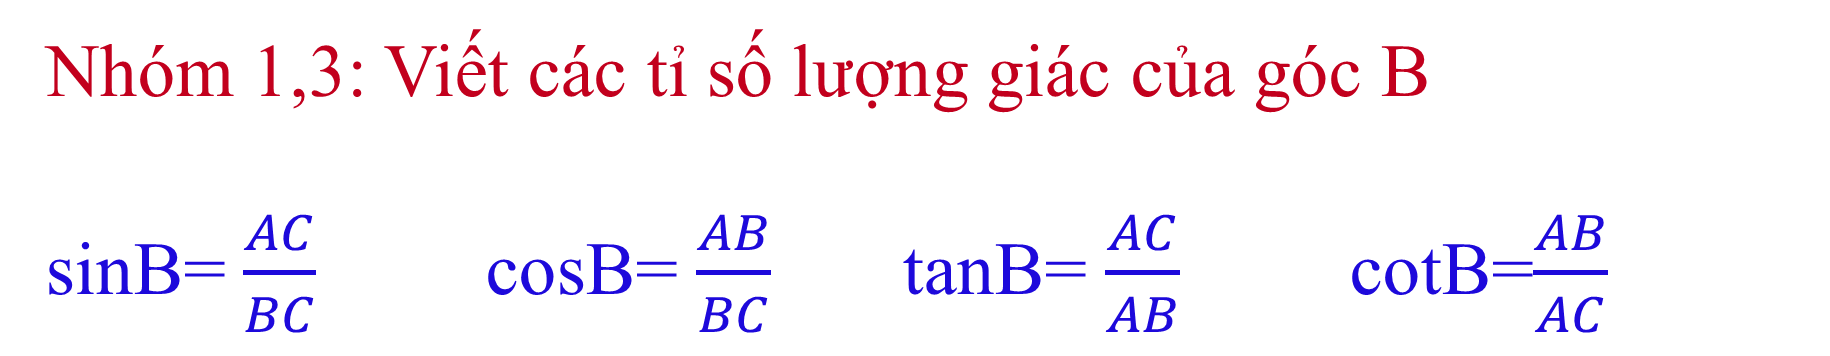 Nhóm 1,3: Viết các tỉ số lượng giác của góc B
sinB= AC/BC cosB= AB/BC tanB= AC/AB cotB=AB/AC